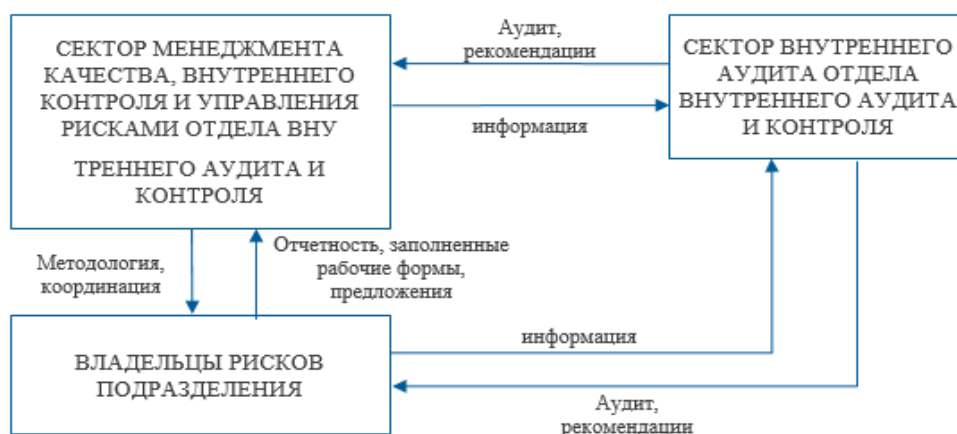 СЕКТОР МЕНЕДЖМЕНТА
КАЧЕСТВА, ВНУТРЕННЕГО
КОНТРОЛЯ И УПРАВЛЕНИЯ
РИСКАМИ ОТДЕЛА ВНУ
ТРЕННЕГО АУДИТА И
КОНТРОЛЯ
Аудит,
рекомендации
информация
СЕКТОР ВНУТРЕННЕГО
АУДИТА ОТДЕЛА
ВНУТРЕННЕГО АУДИТА
И КОНТРОЛЯ
Методология,
координация
Отчетность, заполненные
рабочие формы,
предложения
ВЛАДЕЛЬЦЫ РИСКОВ
ПОДРАЗДЕЛЕНИЯ
информация
Аудит,
рекомендации